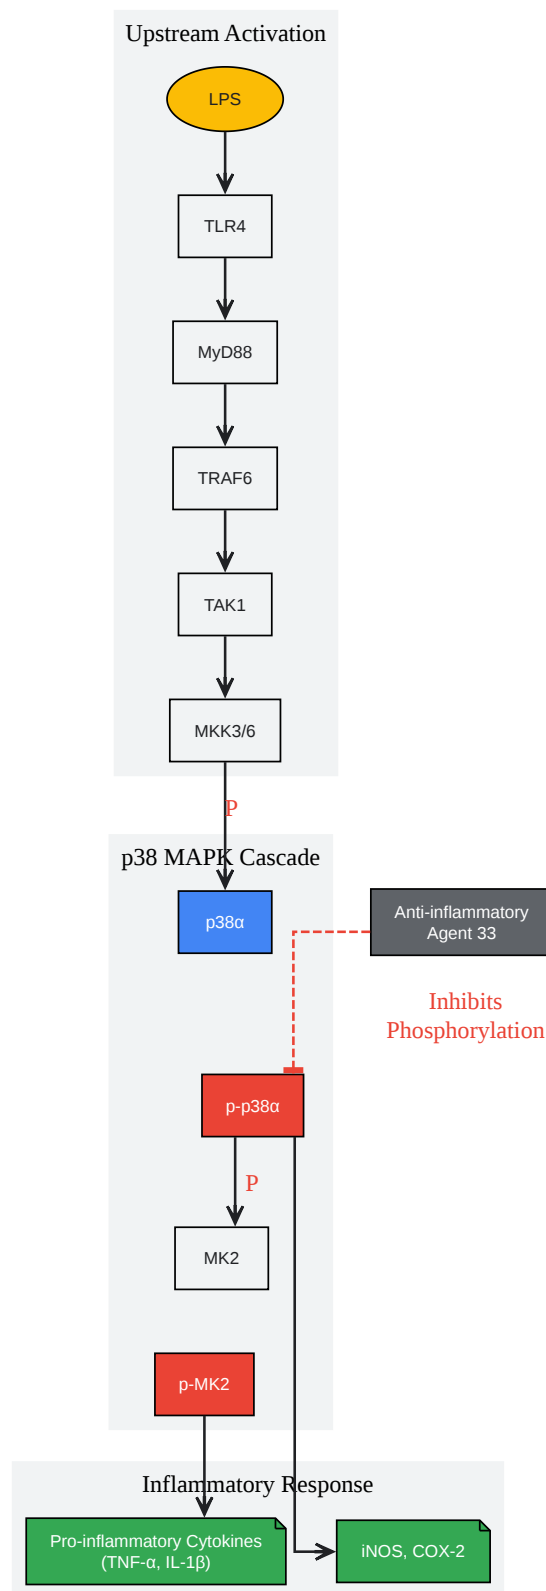 Upstream Activation
LPS
TLR4
MyD88
TRAF6
TAK1
MKK3/6
P
p38 MAPK Cascade
p38α
Anti-inflammatory
Agent 33
Inhibits
Phosphorylation
p-p38α
P
MK2
p-MK2
Inflammatory Response
Pro-inflammatory Cytokines
(TNF-α, IL-1β)
iNOS, COX-2